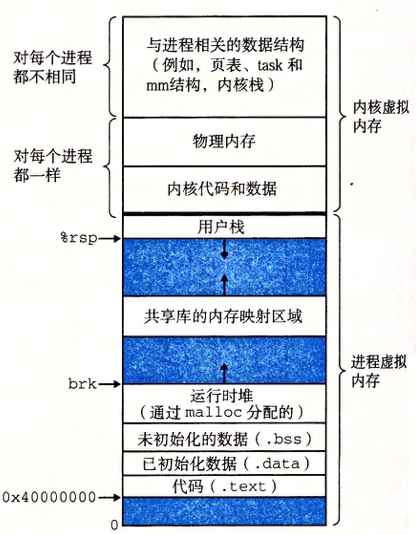 与进程相关的数据结构
（例如，页表、task 和
mm结构，内核栈）
对每个进程
都不相同
内核虚拟
内存
物理内存
对每个进程
都一样
内核代码和数据
用户栈
%rsp
共享库的内存映射区域
进程虚拟
内存
brk
运行时堆
（通过 malloc 分配的）
未初始化的数据（.bss）
已初始化数据（.data）
代码（.text）
0x40000000
0